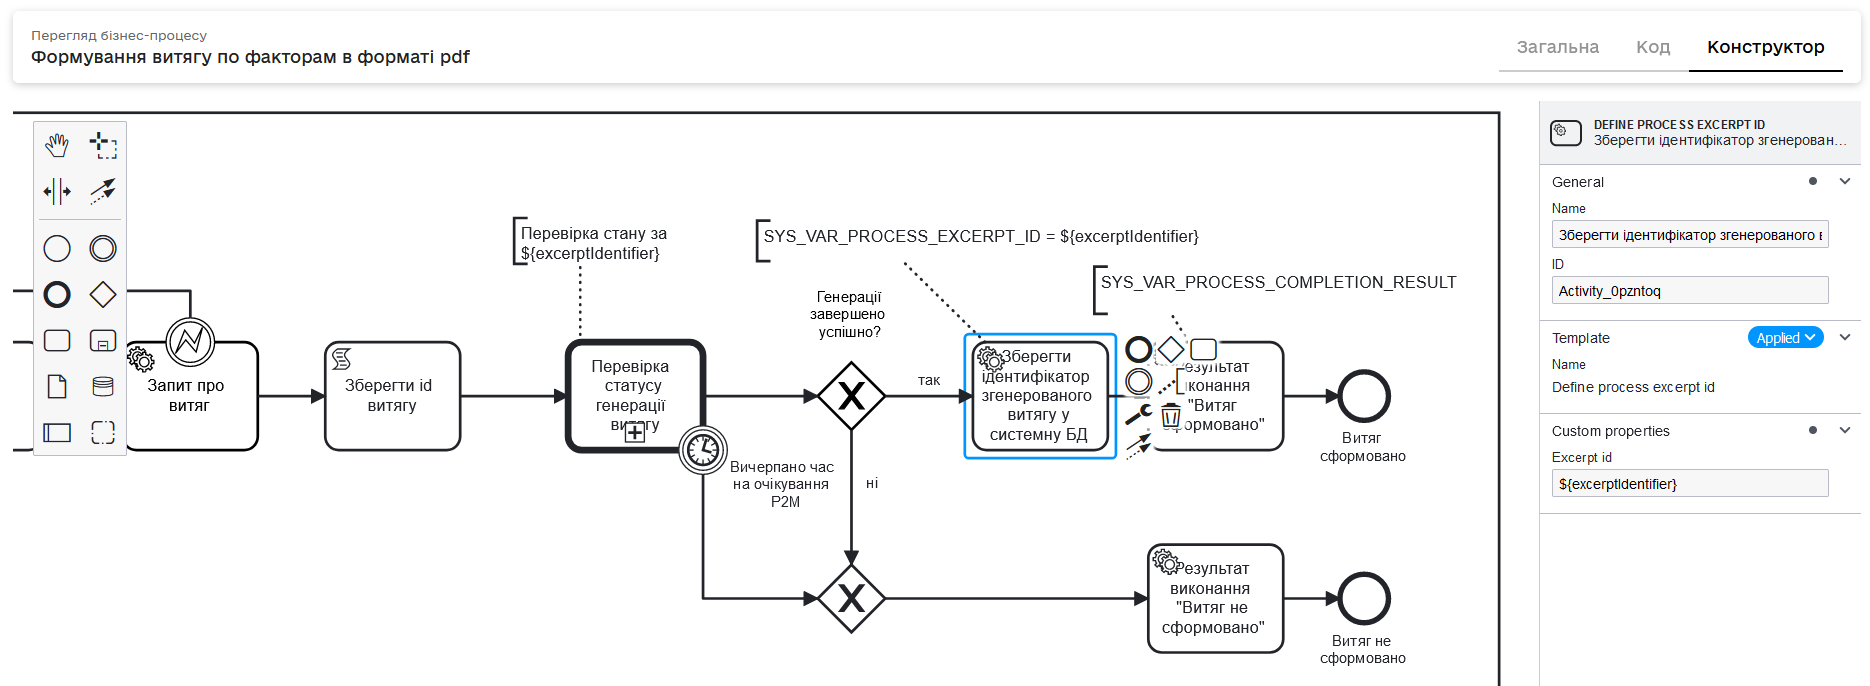 Перегляд бізнес-процесу
Формування витягу по факторам в форматі pdf
Загальна
Код
Конструктор
Запит про
витяг
Зберегти id
витягу
Перевірка стану за
${excerptIdentifier}
Перевірка
статусу
генерації
витягу
Вичерпано час
на очікування
P2M
SYS_VAR_PROCESS_EXCERPT_ID = ${excerptIdentifier}
Генерації
завершено
успішно?
так
ні
Зберегти
ідентифікатор
згенерованого
витягу у
системну БД
SYS_VAR_PROCESS_COMPLETION_RESULT
"Витяг
Витяг
сформовано
Результат
виконання
"Витяг не
сформовано"
Витяг не
сформовано
DEFINE PROCESS EXCERPT ID
Зберегти ідентифікатор згенерован...
General
Name
Зберегти ідентифікатор згенерованого
ID
Activity_0pzntoq
Template
Applied
Name
Define process excerpt id
Custom properties
Excerpt id
${excerptIdentifier}